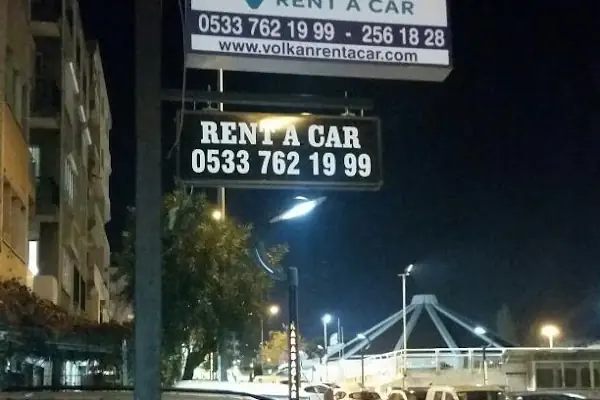 RENT A CAR
0533 762 19 99 - 256 18 28
www.volkanrentacar.com
RENT A CAR
0533 762 19 99